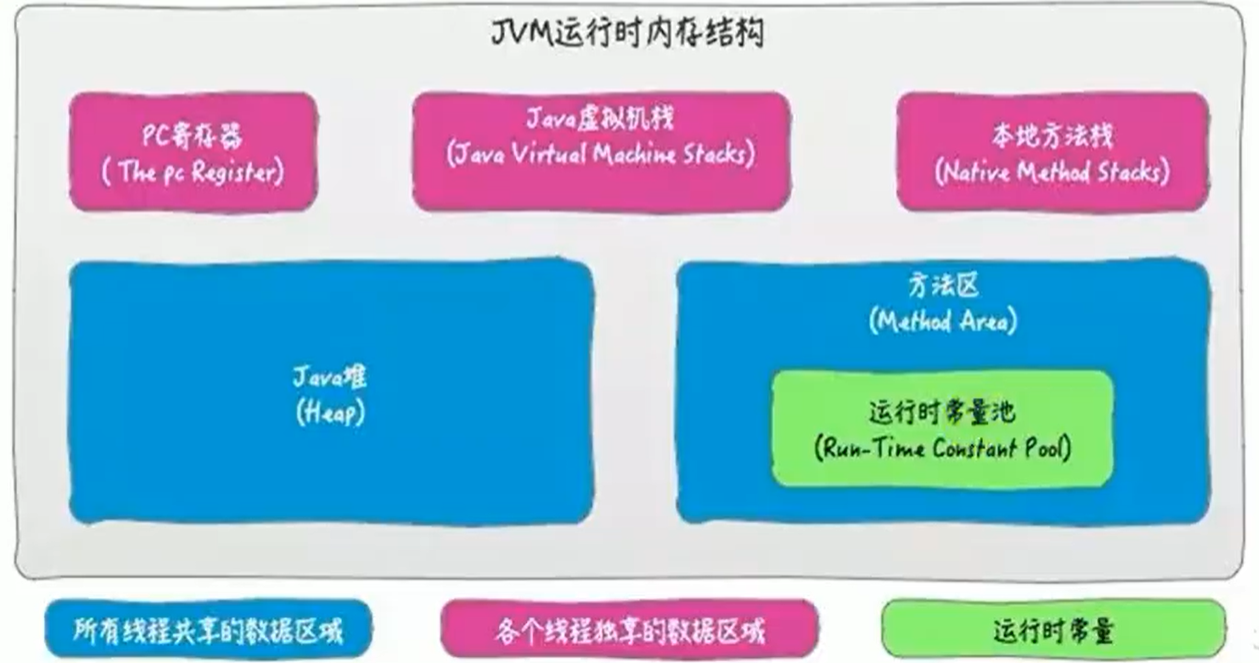 JVM运行时内存结构
PC寄存器
( The pc Register)
Java虚拟机栈
(Java Virtual Machine Stacks)
本地方法栈
(Native Method Stacks)
Java堆
(Heap)
方法区
(Method Area)
运行时常量池
(Run-Time Constant Pool)
所有线程共享的数据区域
各个线程独享的数据区域
运行时常量